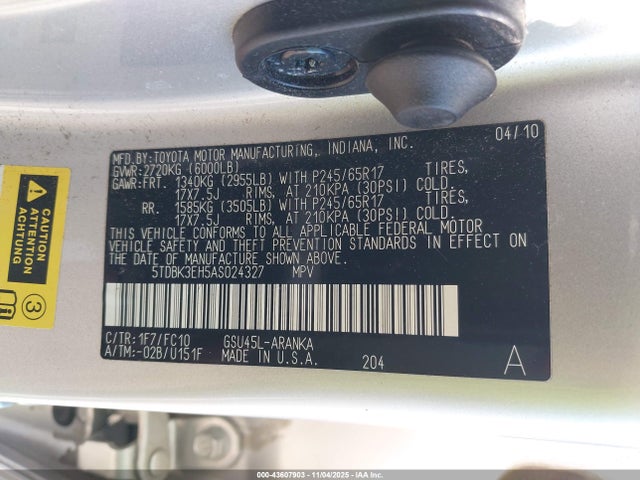 MFD.BY:TOYOTA MOTOR MANUFACTURING, INDIANA, INC. 04/10
GVWR:2720KG (6000LB)
GAWR:FRT. 1340KG (2955LB) WITH P245/65R17 TIRES,
17X7.5J RIMS, AT 210KPA (30PSI) COLD.
RR. 1585KG (3505LB) WITH P245/65R17 TIRES,
17X7.5J RIMS, AT 210KPA (30PSI) COLD.
THIS VEHICLE CONFORMS TO ALL APPLICABLE FEDERAL MOTOR
VEHICLE SAFETY AND THEFT PREVENTION STANDARDS IN EFFECT ON
THE DATE OF MANUFACTURE SHOWN ABOVE.
5TDBK3EH5AS024327 MPV
C/TR:1F7/FC10 GSU45L-ARANKA
A/TM:-02B/U151F MADE IN U.S.A. 204 A
CAUTION
ATTENTION
ACHTUNG
3
000-43607903 - 11/04/2025 - IAAI.COM